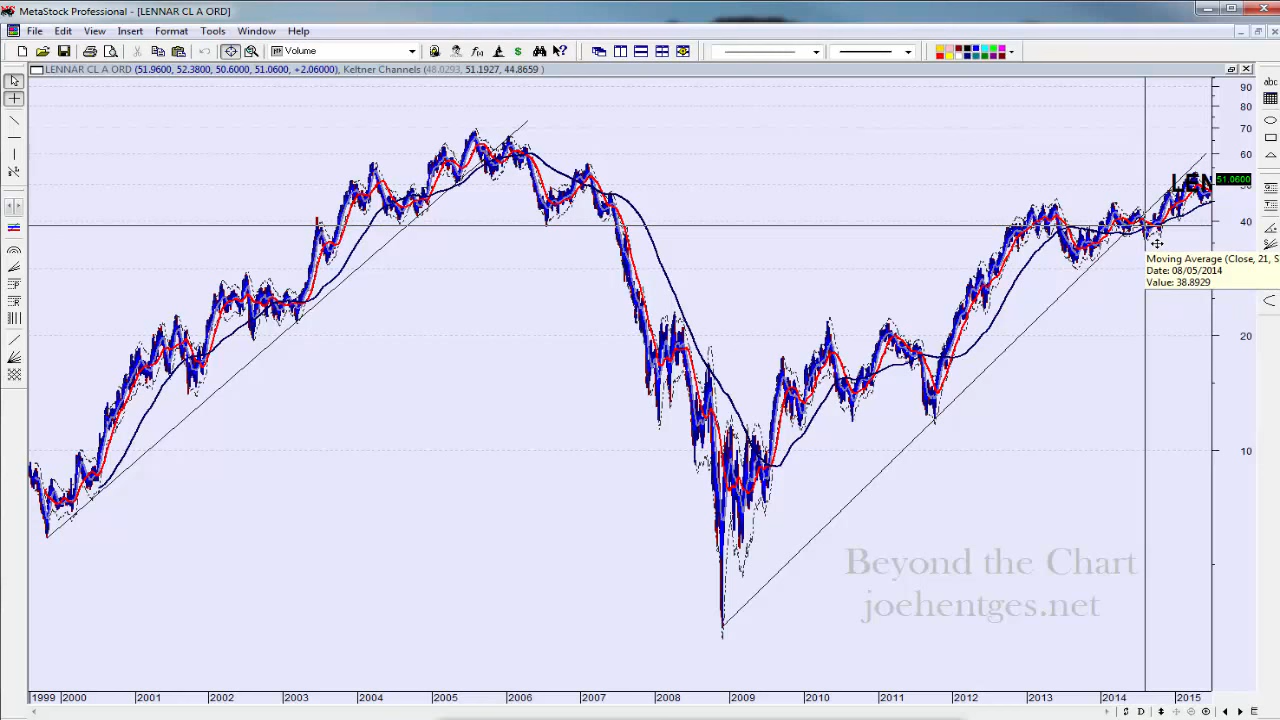 MetaStock Professional - [LENNAR CL A ORD]
File Edit View Insert Format Tools Window Help
Volume
LENNAR CL A ORD (51.9600, 52.3800, 50.6000, 51.0600, +2.06000), Keltner Channels (48.0293, 51.1927, 44.8659 )
abc
90
80
70
60
LEN
51.0600
50
40
Moving Average (Close, 21, S
Date: 08/05/2014
Value: 38.8929
20
10
Beyond the Chart
joehentges.net
1999 2000 2001 2002 2003 2004 2005 2006 2007 2008 2009 2010 2011 2012 2013 2014 2015
D